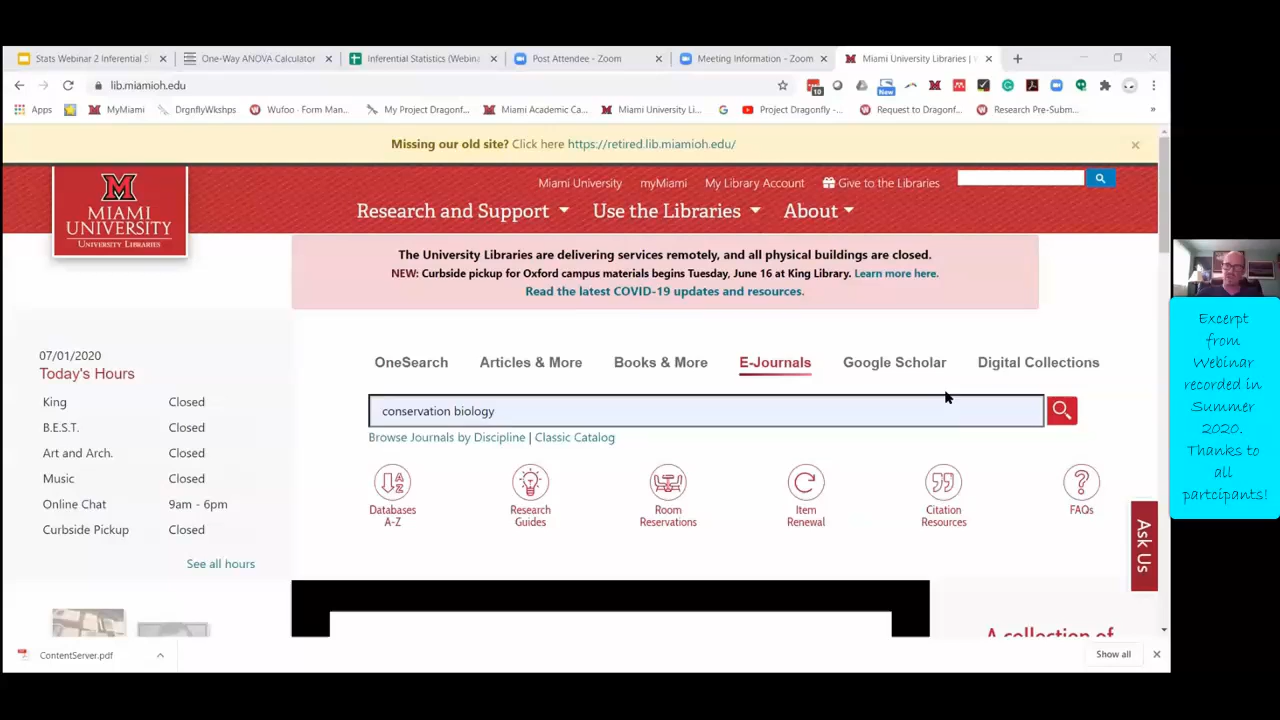 Stats Webinar 2 Inferential S
One-Way ANOVA Calculator
Inferential Statistics (Webina
Post Attendee - Zoom
Meeting Information - Zoom
Miami University Libraries |
lib.miamioh.edu
10
New
Apps
MyMiami
DrgnflyWkshps
Wufoo - Form Man...
My Project Dragonf...
Miami Academic Ca...
Miami University Li...
Project Dragonfly -...
Request to Dragonf...
Research Pre-Subm...
Missing our old site? Click here https://retired.lib.miamioh.edu/
Miami University
myMiami
My Library Account
Give to the Libraries
M
MIAMI
UNIVERSITY
UNIVERSITY LIBRARIES
Research and Support
Use the Libraries
About
The University Libraries are delivering services remotely, and all physical buildings are closed.
NEW: Curbside pickup for Oxford campus materials begins Tuesday, June 16 at King Library. Learn more here.
Read the latest COVID-19 updates and resources.
07/01/2020
Today's Hours
King Closed
B.E.S.T. Closed
Art and Arch. Closed
Music Closed
Online Chat 9am - 6pm
Curbside Pickup Closed
See all hours
OneSearch
Articles & More
Books & More
E-Journals
Google Scholar
Digital Collections
conservation biology
Browse Journals by Discipline | Classic Catalog
Databases
A-Z
Research
Guides
Room
Reservations
Item
Renewal
Citation
Resources
FAQs
Ask Us
A collection of
ContentServer.pdf
Show all
Excerpt
from
Webinar
recorded in
Summer
2020.
Thanks to
all
partcipants!